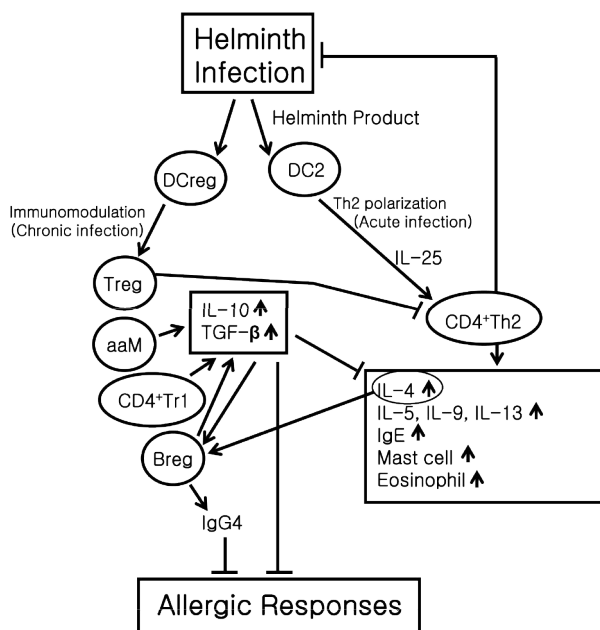 Helminth
Infection
Helminth Product
DCreg
DC2
Immunomodulation
(Chronic infection)
Th2 polarization
(Acute infection)
IL-25
Treg
IL-10
TGF-β
CD4⁺Th2
aaM
CD4⁺Tr1
IL-4
IL-5, IL-9, IL-13
IgE
Mast cell
Eosinophil
Breg
IgG4
Allergic Responses